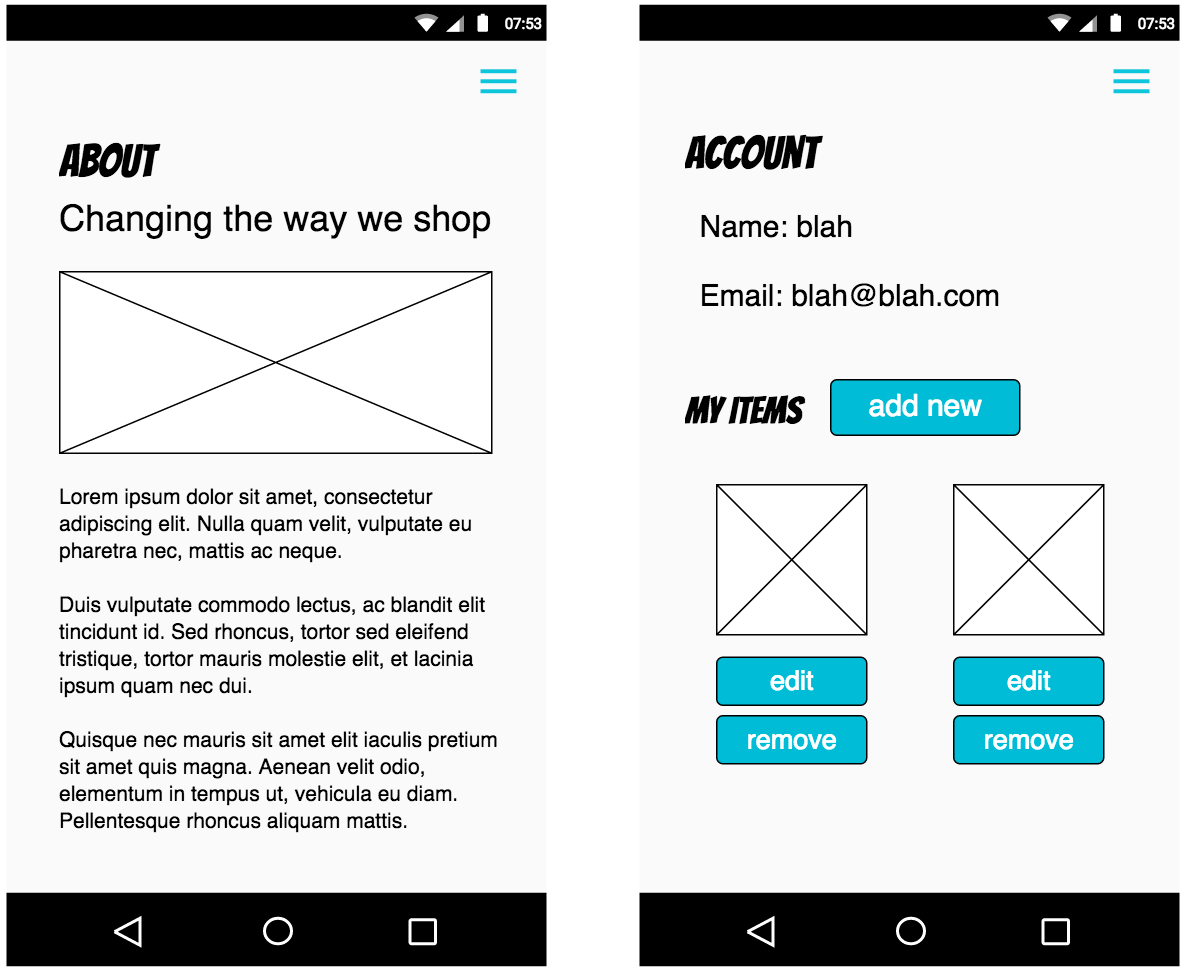 07:53
ABOUT
Changing the way we shop
Lorem ipsum dolor sit amet, consectetur
adipiscing elit. Nulla quam velit, vulputate eu
pharetra nec, mattis ac neque.
Duis vulputate commodo lectus, ac blandit elit
tincidunt id. Sed rhoncus, tortor sed eleifend
tristique, tortor mauris molestie elit, et lacinia
ipsum quam nec dui.
Quisque nec mauris sit amet elit iaculis pretium
sit amet quis magna. Aenean velit odio,
elementum in tempus ut, vehicula eu diam.
Pellentesque rhoncus aliquam mattis.
07:53
ACCOUNT
Name: blah
Email: blah@blah.com
MY ITEMS
add new
edit
edit
remove
remove